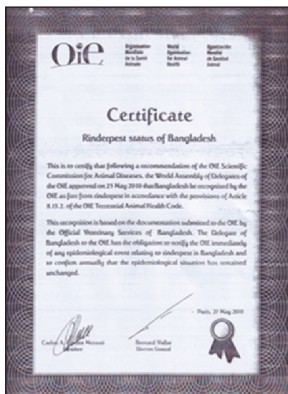 Oie
Organisation Mondiale de la Santé Animale
World Organisation for Animal Health
Organización Mundial de Sanidad Animal
Certificate
Rinderpest status of Bangladesh
This is to certify that following a recommendation of the OIE Scientific
Commission for Animal Diseases, the World Assembly of Delegates of
the OIE approved on 25 May 2010 that Bangladesh be recognised by the
OIE as free from rinderpest in accordance with the provisions of Article
8.13.2. of the OIE Terrestrial Animal Health Code.
This recognition is based on the documentation submitted to the OIE by
the Official Veterinary Services of Bangladesh. The Delegate of
Bangladesh to the OIE has the obligation to notify the OIE immediately
of any epidemiological event relating to rinderpest in Bangladesh and
to confirm annually that the epidemiological situation has remained
unchanged.
Paris, 27 May 2010
Carlos A. Correa Messuti
President
Bernard Vallat
Director General